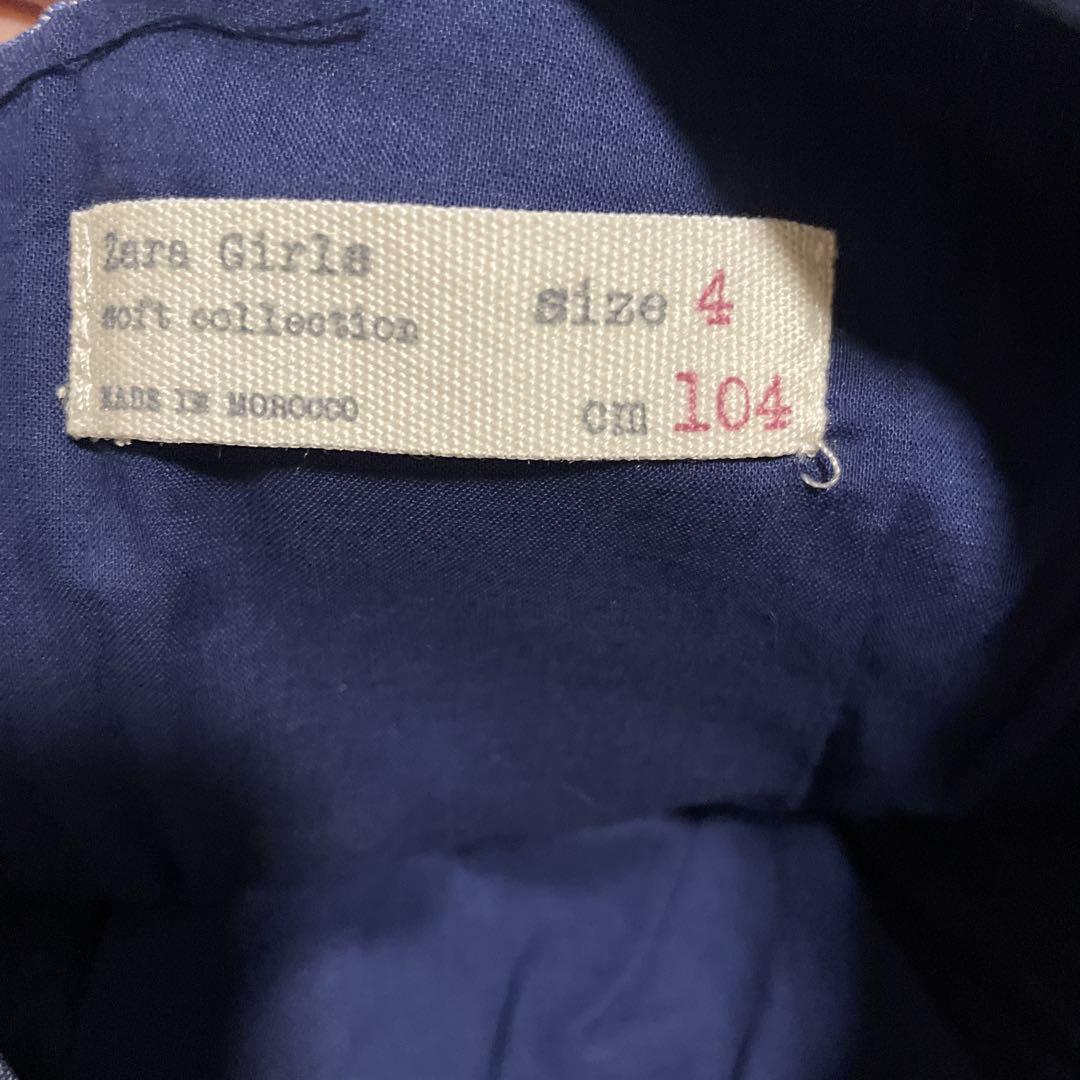 Zara Girls
soft collection
MADE IN MOROCCO
size 4
cm 104